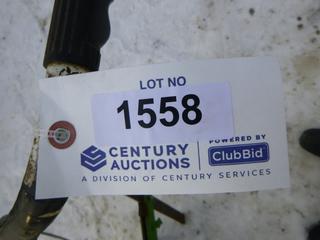 LOT NO
1558
CENTURY AUCTIONS
POWERED BY
ClubBid
A DIVISION OF CENTURY SERVICES